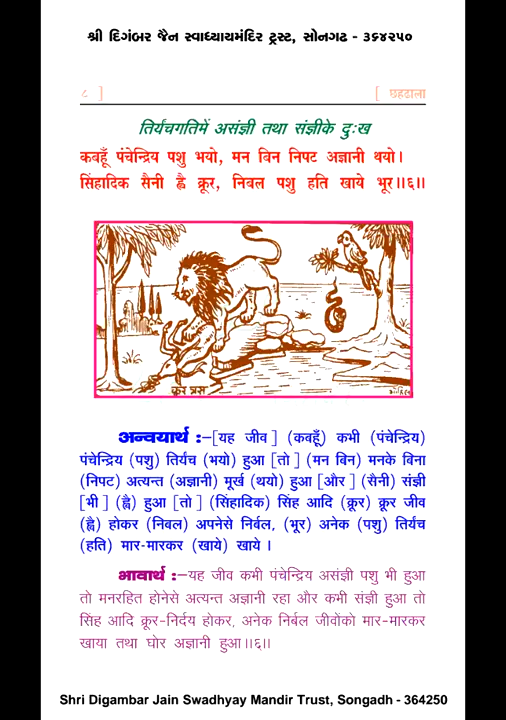 શ્રી દિગંબર જૈન સ્વાધ્યાયમંદિર ટ્રસ્ટ, સોનગઢ - ૩૬૪૨૫૦
८ ]
[ छहढाला
तिर्यंचगतिमें असंज्ञी तथा संज्ञीके दुःख
कबहूँ पंचेन्द्रिय पशु भयो, मन बिन निपट अज्ञानी थयो।
सिंहादिक सैनी ह्वै क्रूर, निबल पशु हति खाये भूर॥६॥
क्रूर त्रस
अन्वयार्थ :–[यह जीव] (कबहूँ) कभी (पंचेन्द्रिय)
पंचेन्द्रिय (पशु) तिर्यंच (भयो) हुआ [तो] (मन बिन) मनके बिना
(निपट) अत्यन्त (अज्ञानी) मूर्ख (थयो) हुआ [और] (सैनी) संज्ञी
[भी] (ह्वै) हुआ [तो] (सिंहादिक) सिंह आदि (क्रूर) क्रूर जीव
(ह्वै) होकर (निबल) अपनेसे निर्बल, (भूर) अनेक (पशु) तिर्यंच
(हति) मार-मारकर (खाये) खाये ।
भावार्थ :–यह जीव कभी पंचेन्द्रिय असंज्ञी पशु भी हुआ
तो मनरहित होनेसे अत्यन्त अज्ञानी रहा और कभी संज्ञी हुआ तो
सिंह आदि क्रूर-निर्दय होकर, अनेक निर्बल जीवोंको मार-मारकर
खाया तथा घोर अज्ञानी हुआ॥६॥
Shri Digambar Jain Swadhyay Mandir Trust, Songadh - 364250